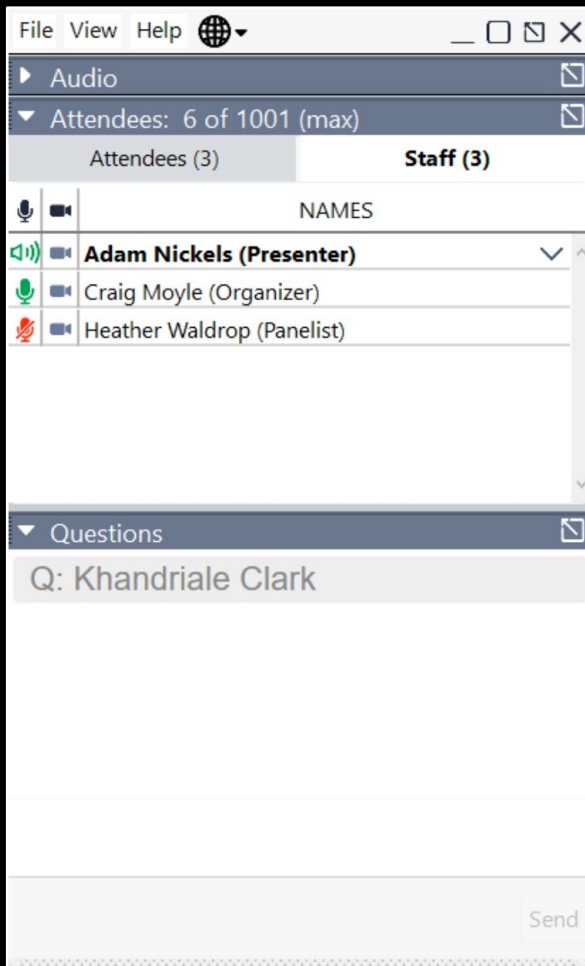 File View Help
Audio
Attendees: 6 of 1001 (max)
Attendees (3) Staff (3)
NAMES
Adam Nickels (Presenter)
Craig Moyle (Organizer)
Heather Waldrop (Panelist)
Questions
Q: Khandriale Clark
Send